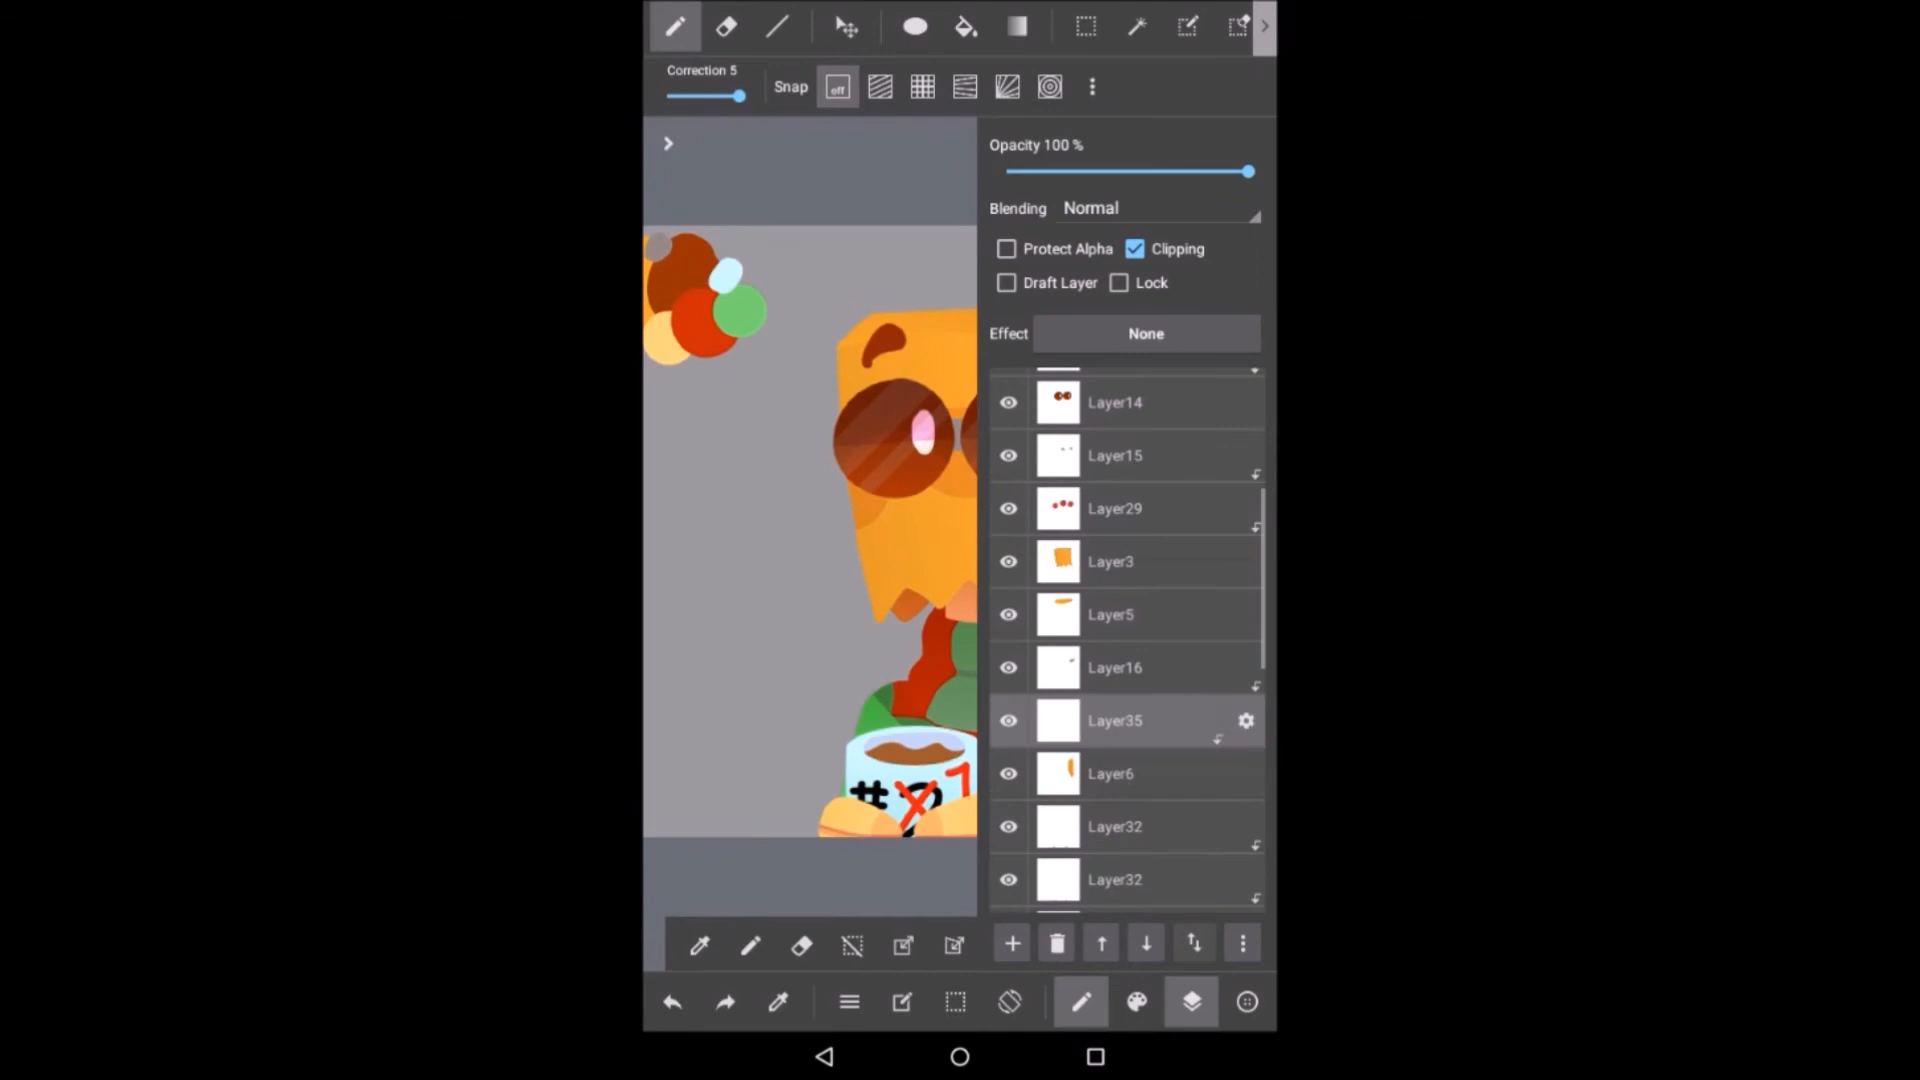 Correction 5
Snap
off
Opacity 100 %
Blending Normal
Protect Alpha
Clipping
Draft Layer
Lock
Effect None
Layer14
Layer15
Layer29
Layer3
Layer5
Layer16
Layer35
Layer6
Layer32
Layer32